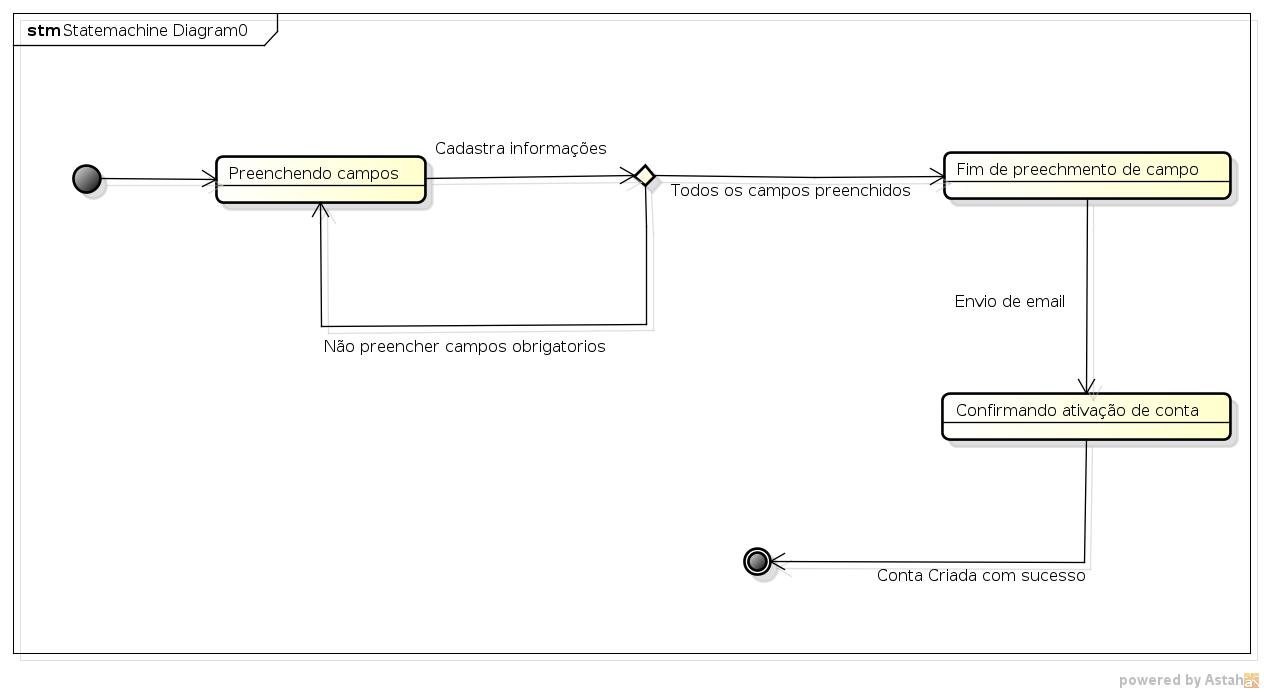 stm Statemachine Diagram0
Cadastra informações
Preenchendo campos
Fim de preechmento de campo
Todos os campos preenchidos
Envio de email
Não preencher campos obrigatorios
Confirmando ativação de conta
Conta Criada com sucesso
powered by Astah